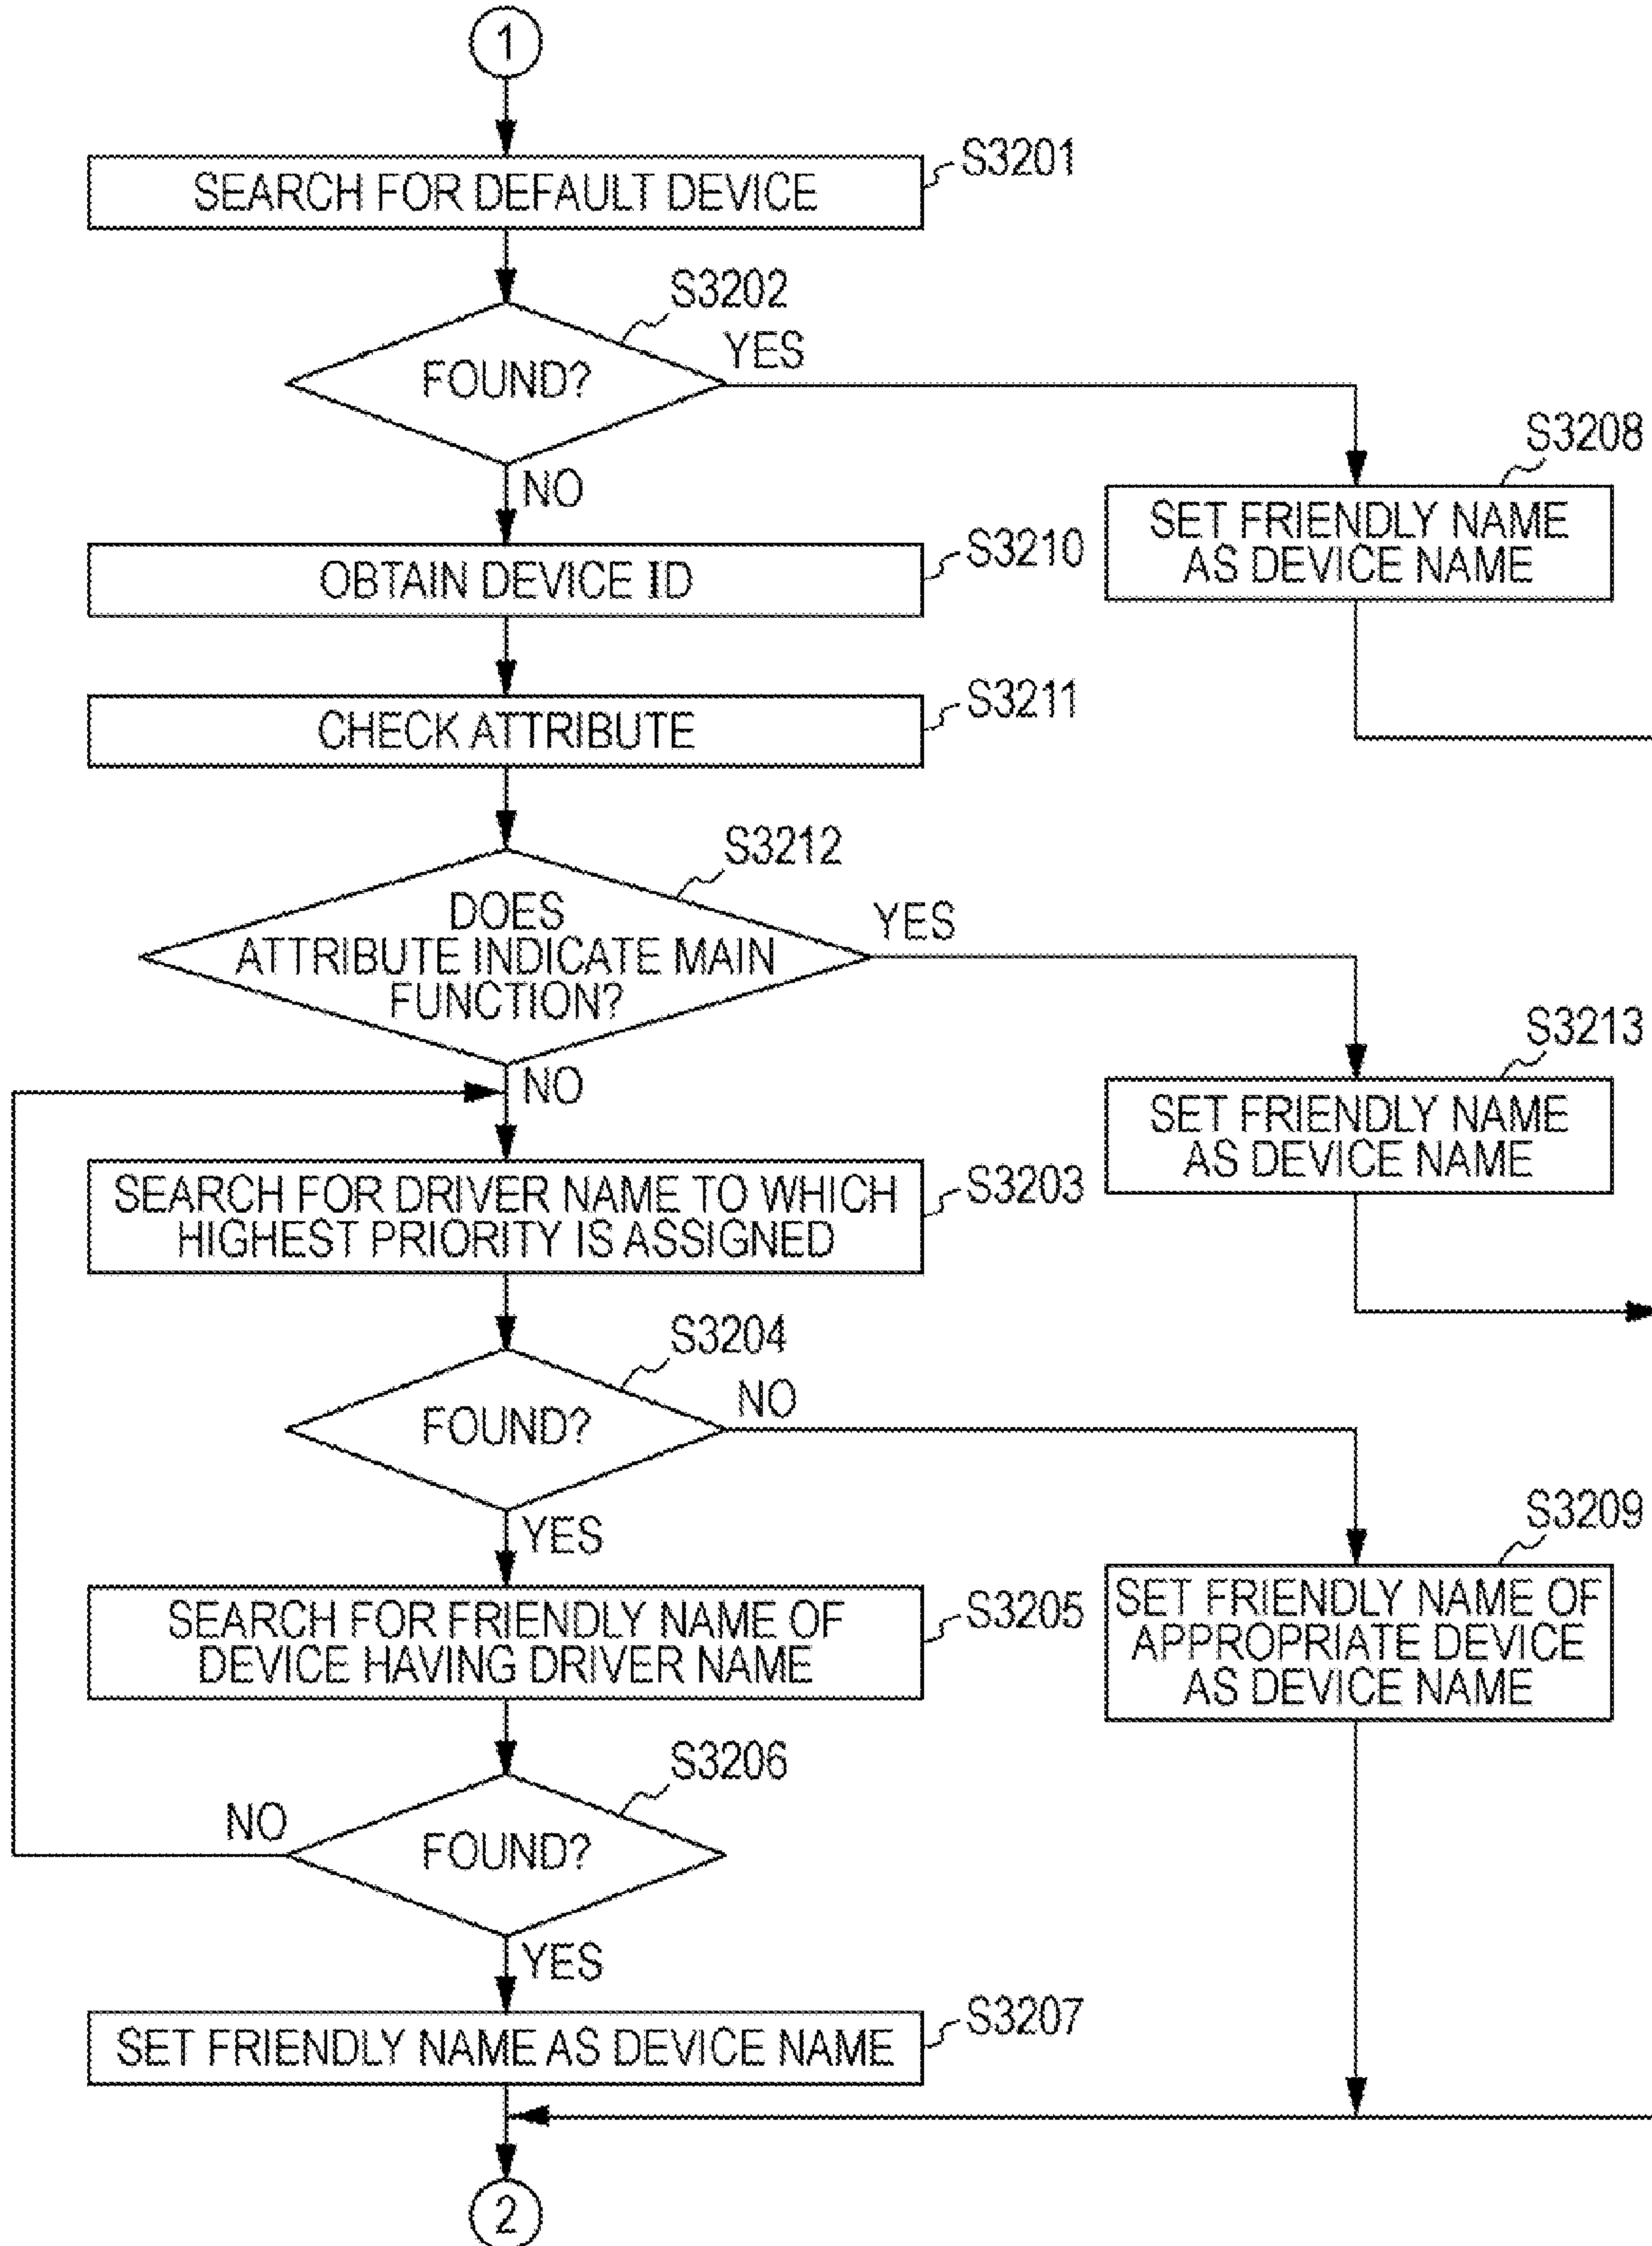 1
SEARCH FOR DEFAULT DEVICE
S3201
S3202
FOUND?
YES
NO
S3208
SET FRIENDLY NAME
AS DEVICE NAME
OBTAIN DEVICE ID
S3210
CHECK ATTRIBUTE
S3211
S3212
DOES
ATTRIBUTE INDICATE MAIN
FUNCTION?
YES
NO
S3213
SET FRIENDLY NAME
AS DEVICE NAME
SEARCH FOR DRIVER NAME TO WHICH
HIGHEST PRIORITY IS ASSIGNED
S3203
S3204
FOUND?
NO
YES
S3209
SET FRIENDLY NAME OF
APPROPRIATE DEVICE
AS DEVICE NAME
SEARCH FOR FRIENDLY NAME OF
DEVICE HAVING DRIVER NAME
S3205
S3206
FOUND?
NO
YES
SET FRIENDLY NAME AS DEVICE NAME
S3207
2